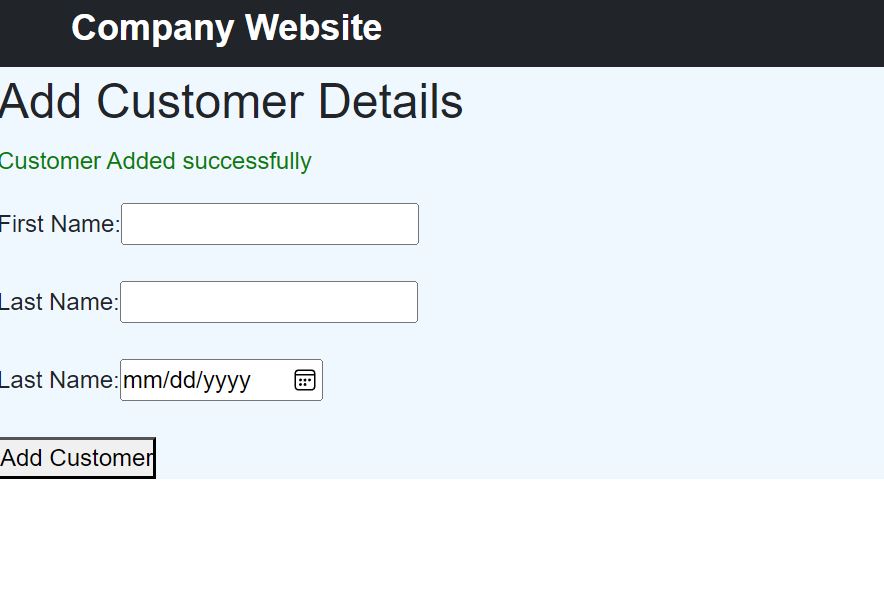 Company Website
Add Customer Details
Customer Added successfully
First Name:
Last Name:
Last Name: mm/dd/yyyy
Add Customer